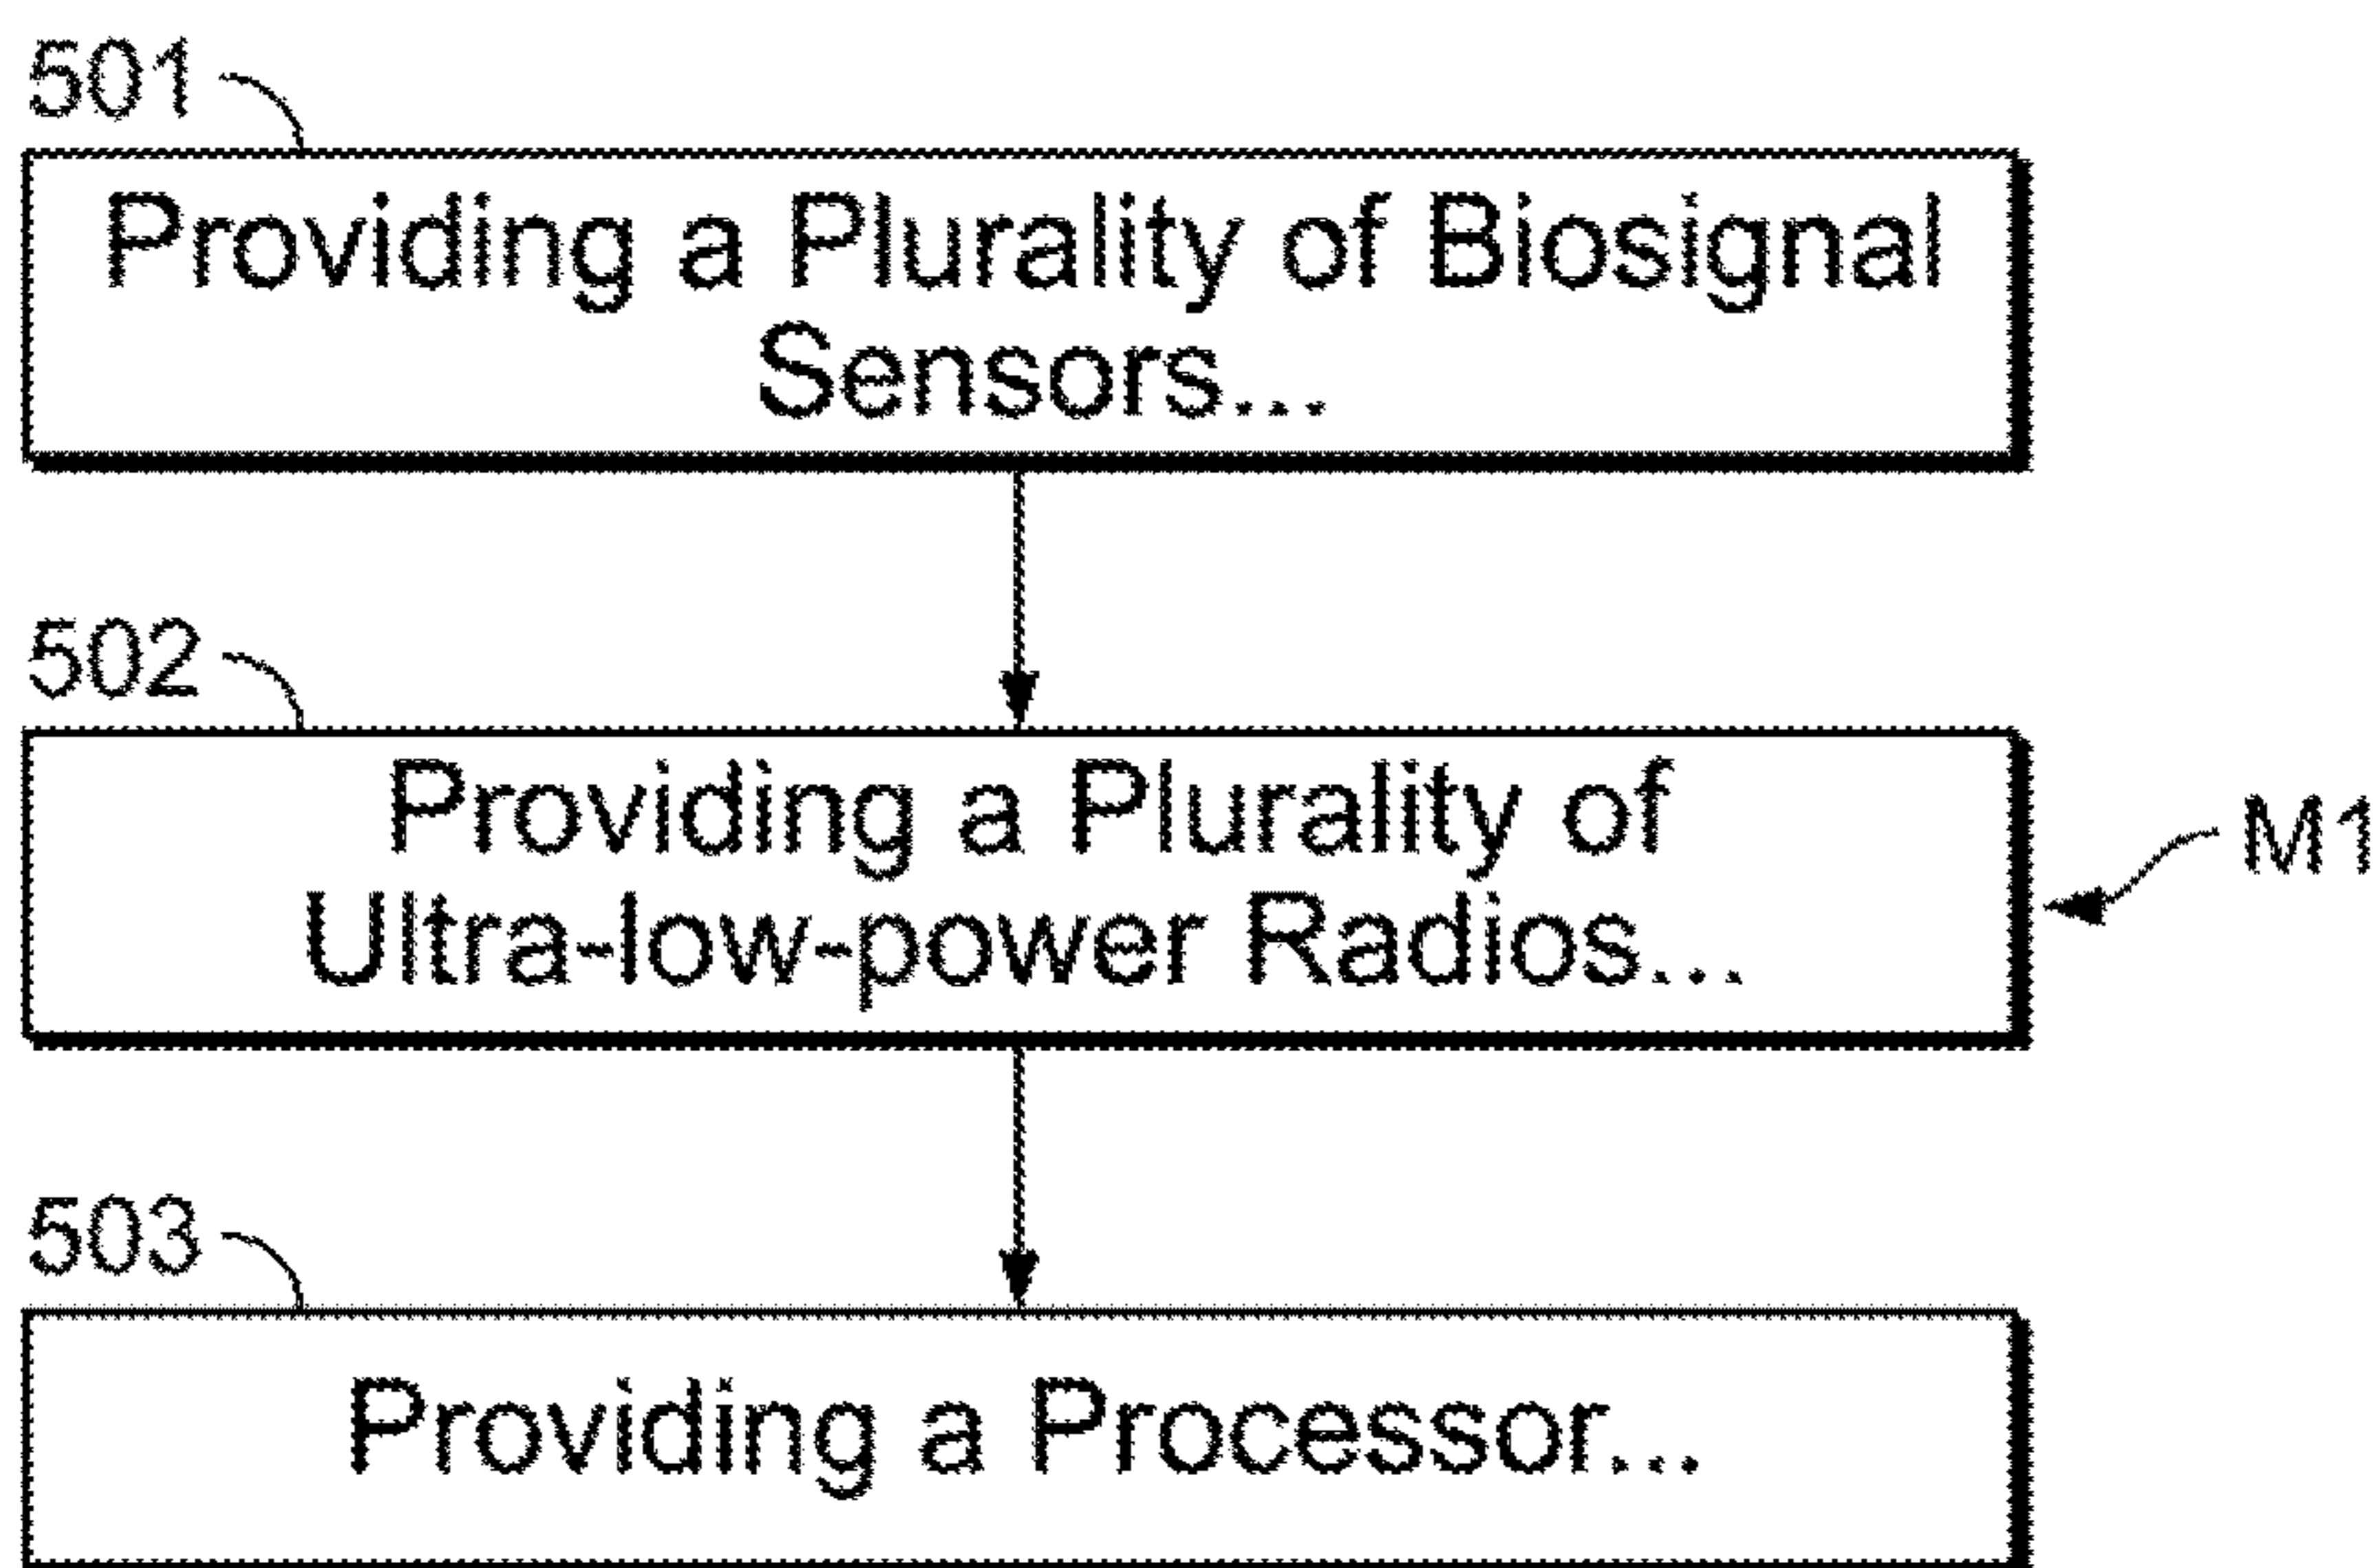 501
Providing a Plurality of Biosignal
Sensors...
502
Providing a Plurality of
Ultra-low-power Radios...
M1
503
Providing a Processor...